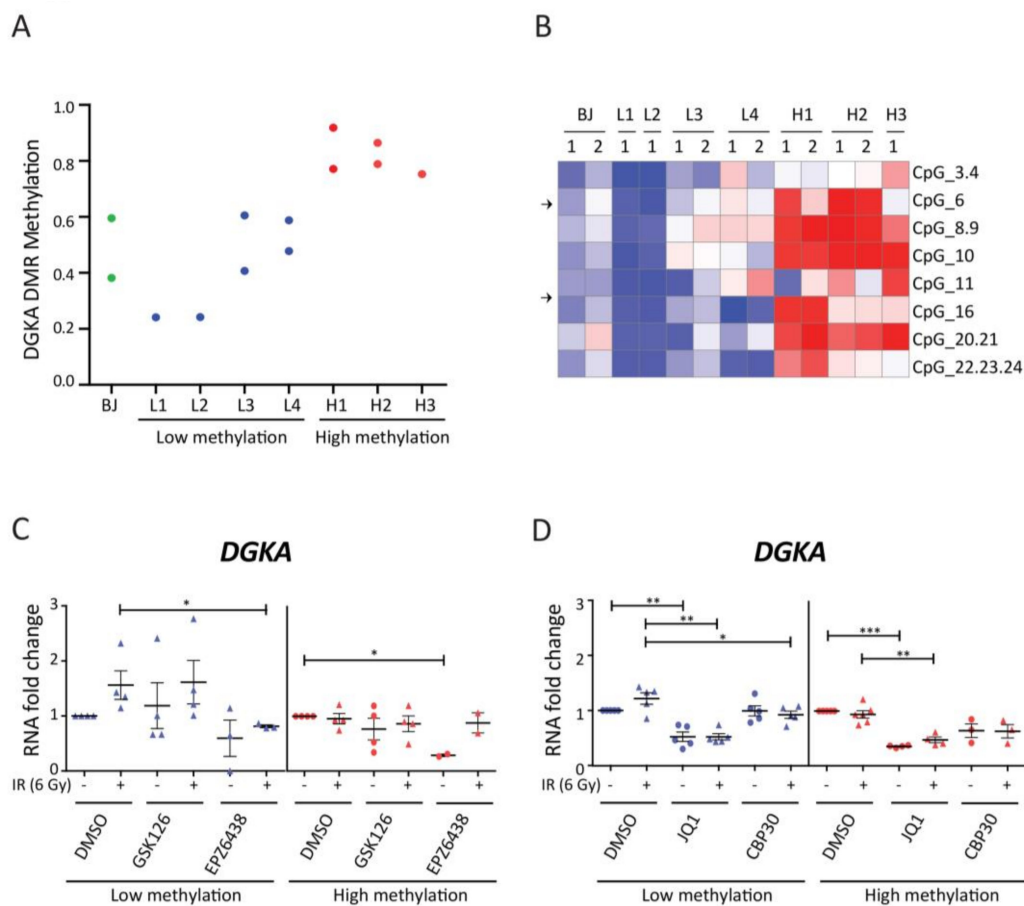 A
DGKA DMR Methylation
1.0
0.8
0.6
0.4
0.2
0.0
BJ L1 L2 L3 L4 H1 H2 H3
Low methylation High methylation
B
BJ L1 L2 L3 L4 H1 H2 H3
1 2 1 1 1 2 1 2 1 2 1 2 1
CpG_3.4
CpG_6
CpG_8.9
CpG_10
CpG_11
CpG_16
CpG_20.21
CpG_22.23.24
C
DGKA
RNA fold change
3
2
1
0
* *
IR (6 Gy) - + - + - + - + - + - +
DMSO GSK126 EPZ6438 DMSO GSK126 EPZ6438
Low methylation High methylation
D
DGKA
RNA fold change
3
2
1
0
**
**
*
***
**
IR (6 Gy) - + - + - + - + - + - +
DMSO JQ1 CBP30 DMSO JQ1 CBP30
Low methylation High methylation